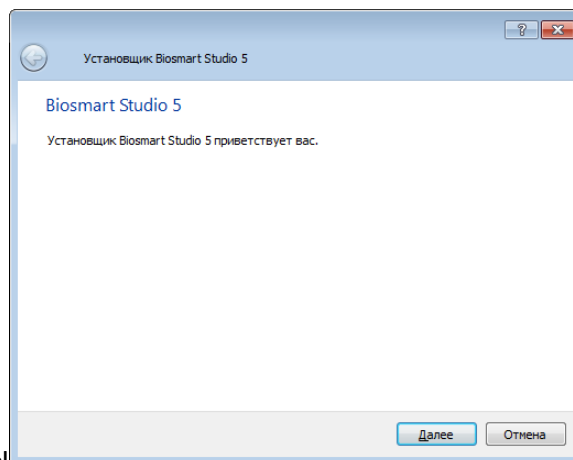 ?
Установщик Biosmart Studio 5
Biosmart Studio 5
Установщик Biosmart Studio 5 приветствует вас.
Далее
Отмена